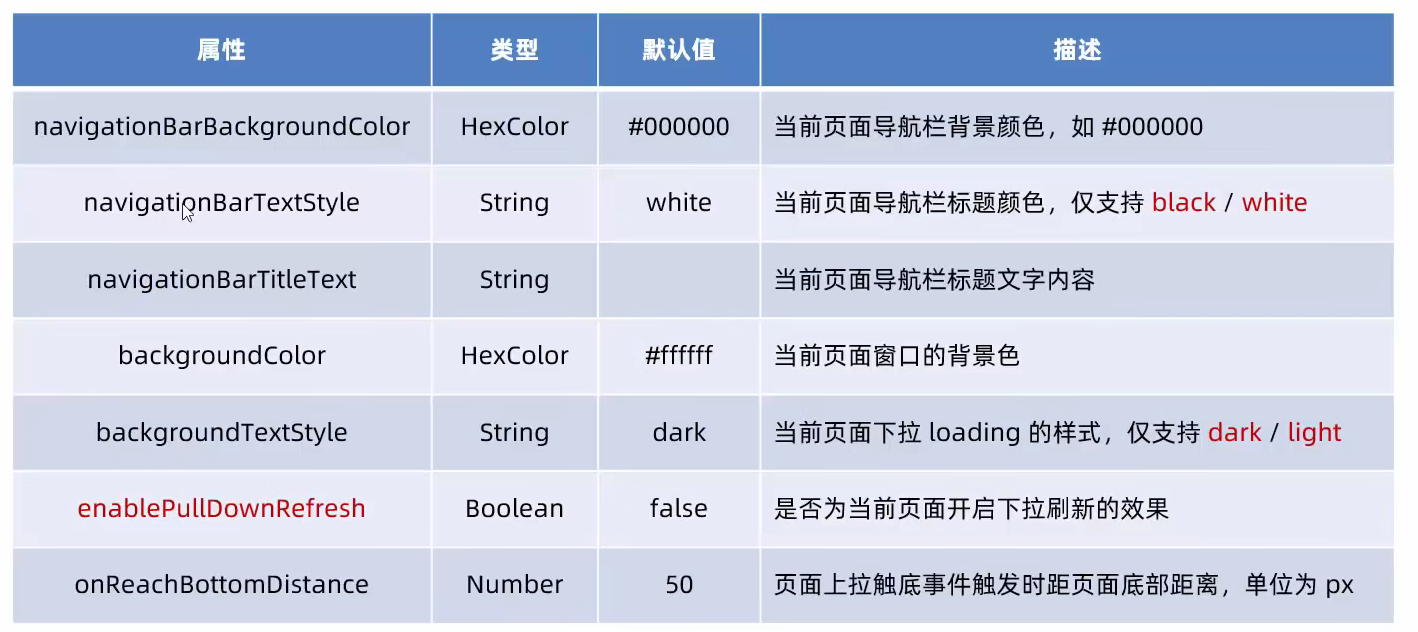 属性 类型 默认值 描述
navigationBarBackgroundColor HexColor #000000 当前页面导航栏背景颜色，如 #000000
navigationBarTextStyle String white 当前页面导航栏标题颜色，仅支持 black / white
navigationBarTitleText String 当前页面导航栏标题文字内容
backgroundColor HexColor #ffffff 当前页面窗口的背景色
backgroundTextStyle String dark 当前页面下拉 loading 的样式，仅支持 dark / light
enablePullDownRefresh Boolean false 是否为当前页面开启下拉刷新的效果
onReachBottomDistance Number 50 页面上拉触底事件触发时距页面底部距离，单位为 px